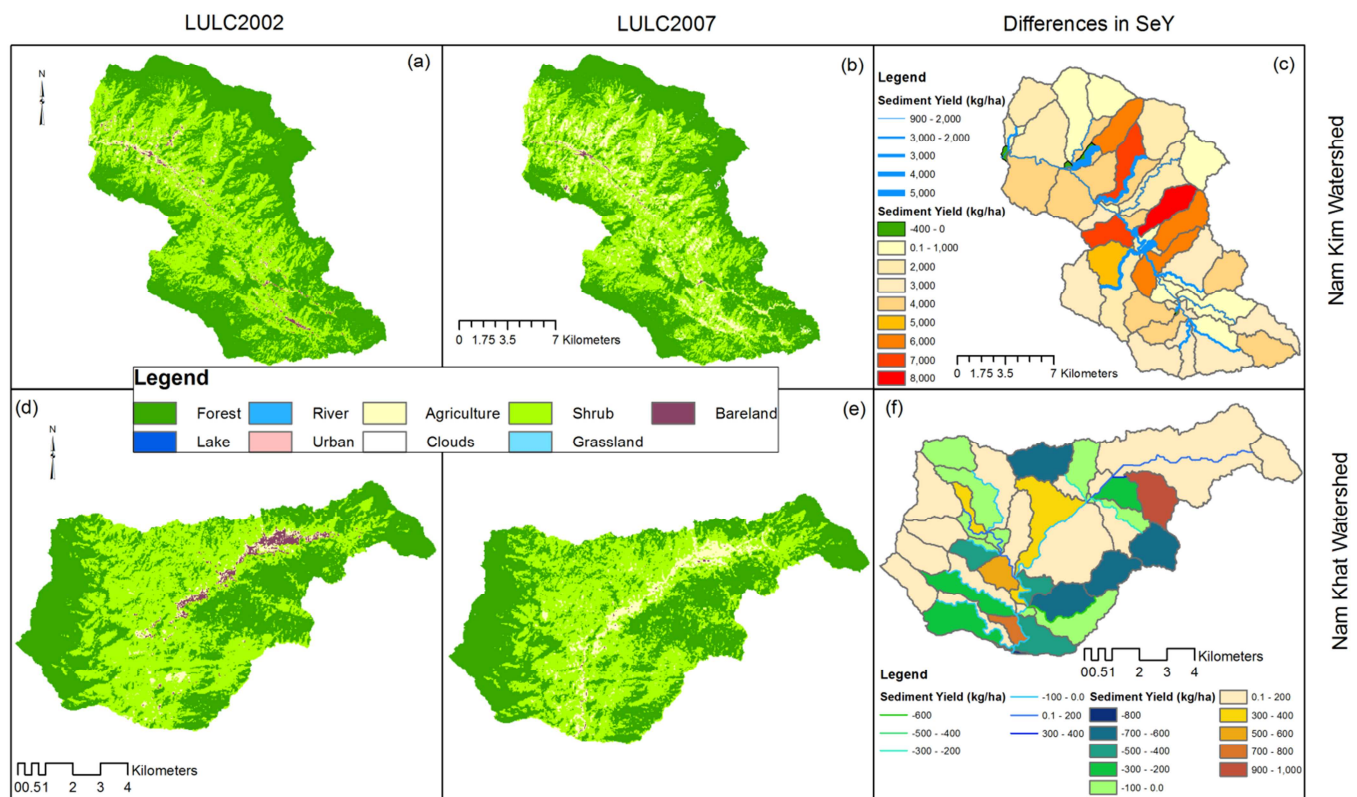 LULC2002
LULC2007
Differences in SeY
(a)
N
(b)
0 1.75 3.5 7 Kilometers
(c)
Legend
Sediment Yield (kg/ha)
900 - 2,000
3,000 - 2,000
3,000
4,000
5,000
Sediment Yield (kg/ha)
-400 - 0
0.1 - 1,000
2,000
3,000
4,000
5,000
6,000
7,000
8,000
0 1.75 3.5 7 Kilometers
Nam Kim Watershed
Legend
Forest River Agriculture Shrub Bareland
Lake Urban Clouds Grassland
(d)
N
00.51 2 3 4 Kilometers
(e)
(f)
00.51 2 3 4 Kilometers
Legend
Sediment Yield (kg/ha)
-600
-500 - -400
-300 - -200
-100 - 0.0
0.1 - 200
300 - 400
Sediment Yield (kg/ha)
-800
-700 - -600
-500 - -400
-300 - -200
-100 - 0.0
0.1 - 200
300 - 400
500 - 600
700 - 800
900 - 1,000
Nam Khat Watershed